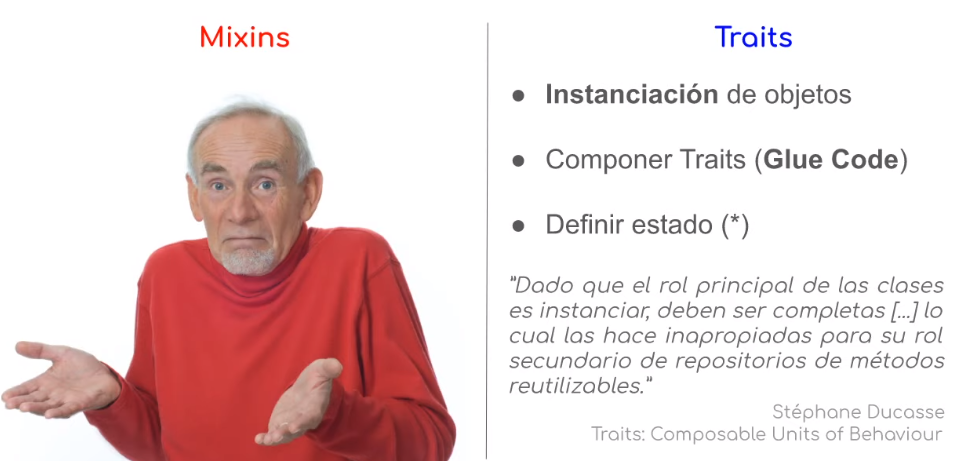 Mixins
Traits
● Instanciación de objetos
● Componer Traits (Glue Code)
● Definir estado (*)
"Dado que el rol principal de las clases
es instanciar, deben ser completas [...] lo
cual las hace inapropiadas para su rol
secundario de repositorios de métodos
reutilizables."
Stéphane Ducasse
Traits: Composable Units of Behaviour